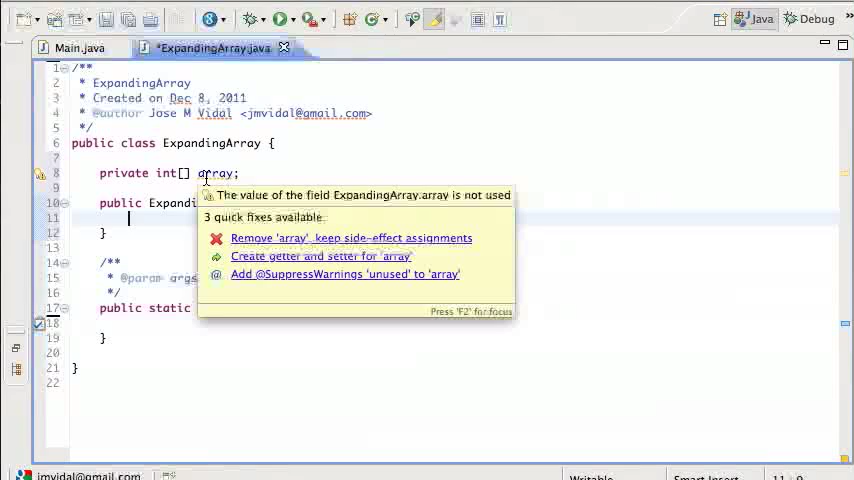 Java
Debug
Main.java
*ExpandingArray.java
1 /**
2 * ExpandingArray
3 * Created on Dec 8, 2011
4 * @author Jose M Vidal <jmvidal@gmail.com>
5 */
6 public class ExpandingArray {
7
8 private int[] array;
9
10 public Expandi
11
12 }
13
14 /**
15 * @param args
16 */
17 public static
18
19 }
20
21 }
22
The value of the field ExpandingArray.array is not used
3 quick fixes available:
Remove 'array', keep side-effect assignments
Create getter and setter for 'array'
Add @SuppressWarnings 'unused' to 'array'
Press 'F2' for focus
jmvidal@gmail.com
Writable
Smart Insert
11 : 9